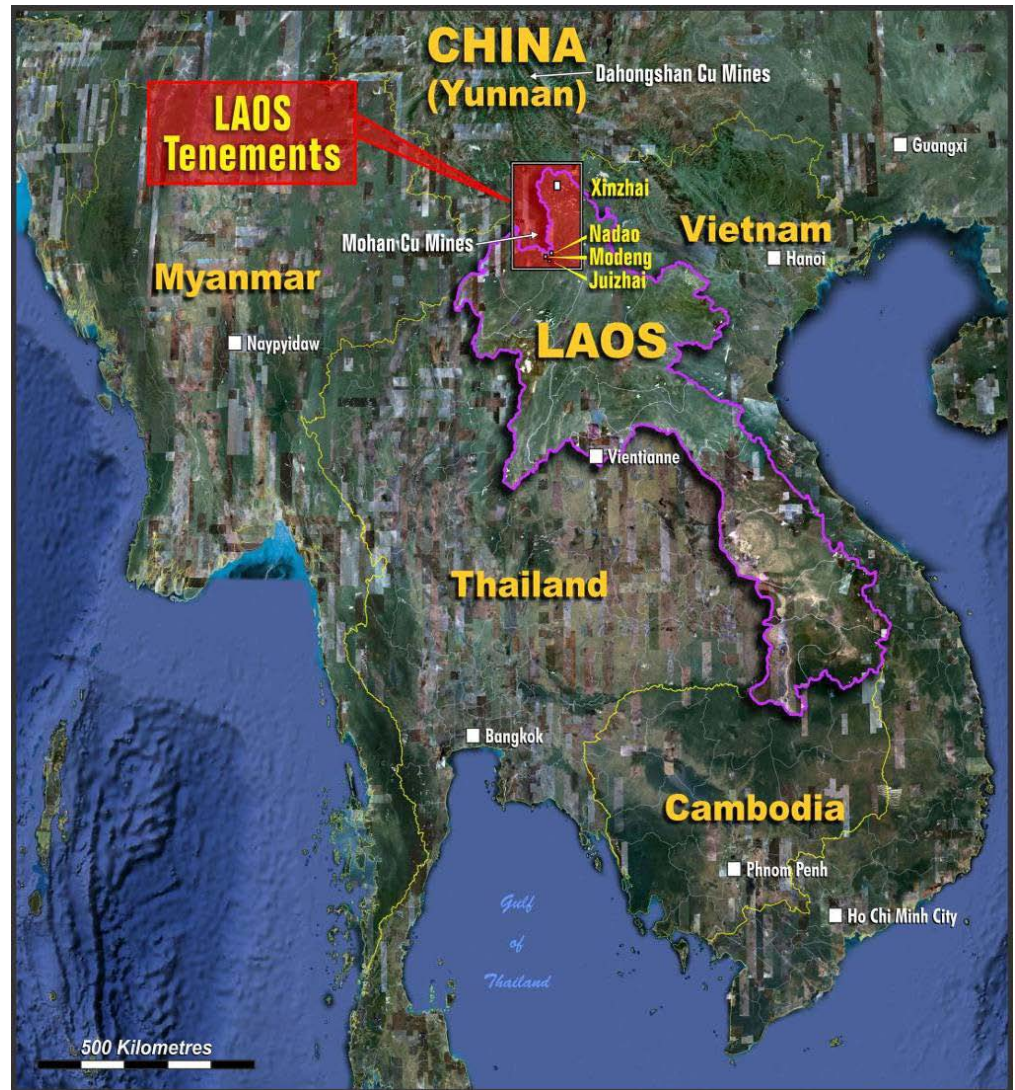 CHINA
(Yunnan)
Dahongshan Cu Mines
LAOS
Tenements
Guangxi
Xinzhai
Mohan Cu Mines
Nadao
Modeng
Juizhai
Vietnam
Hanoi
Myanmar
LAOS
Naypyidaw
Vientianne
Thailand
Bangkok
Cambodia
Phnom Penh
Ho Chi Minh City
Gulf
of
Thailand
500 Kilometres